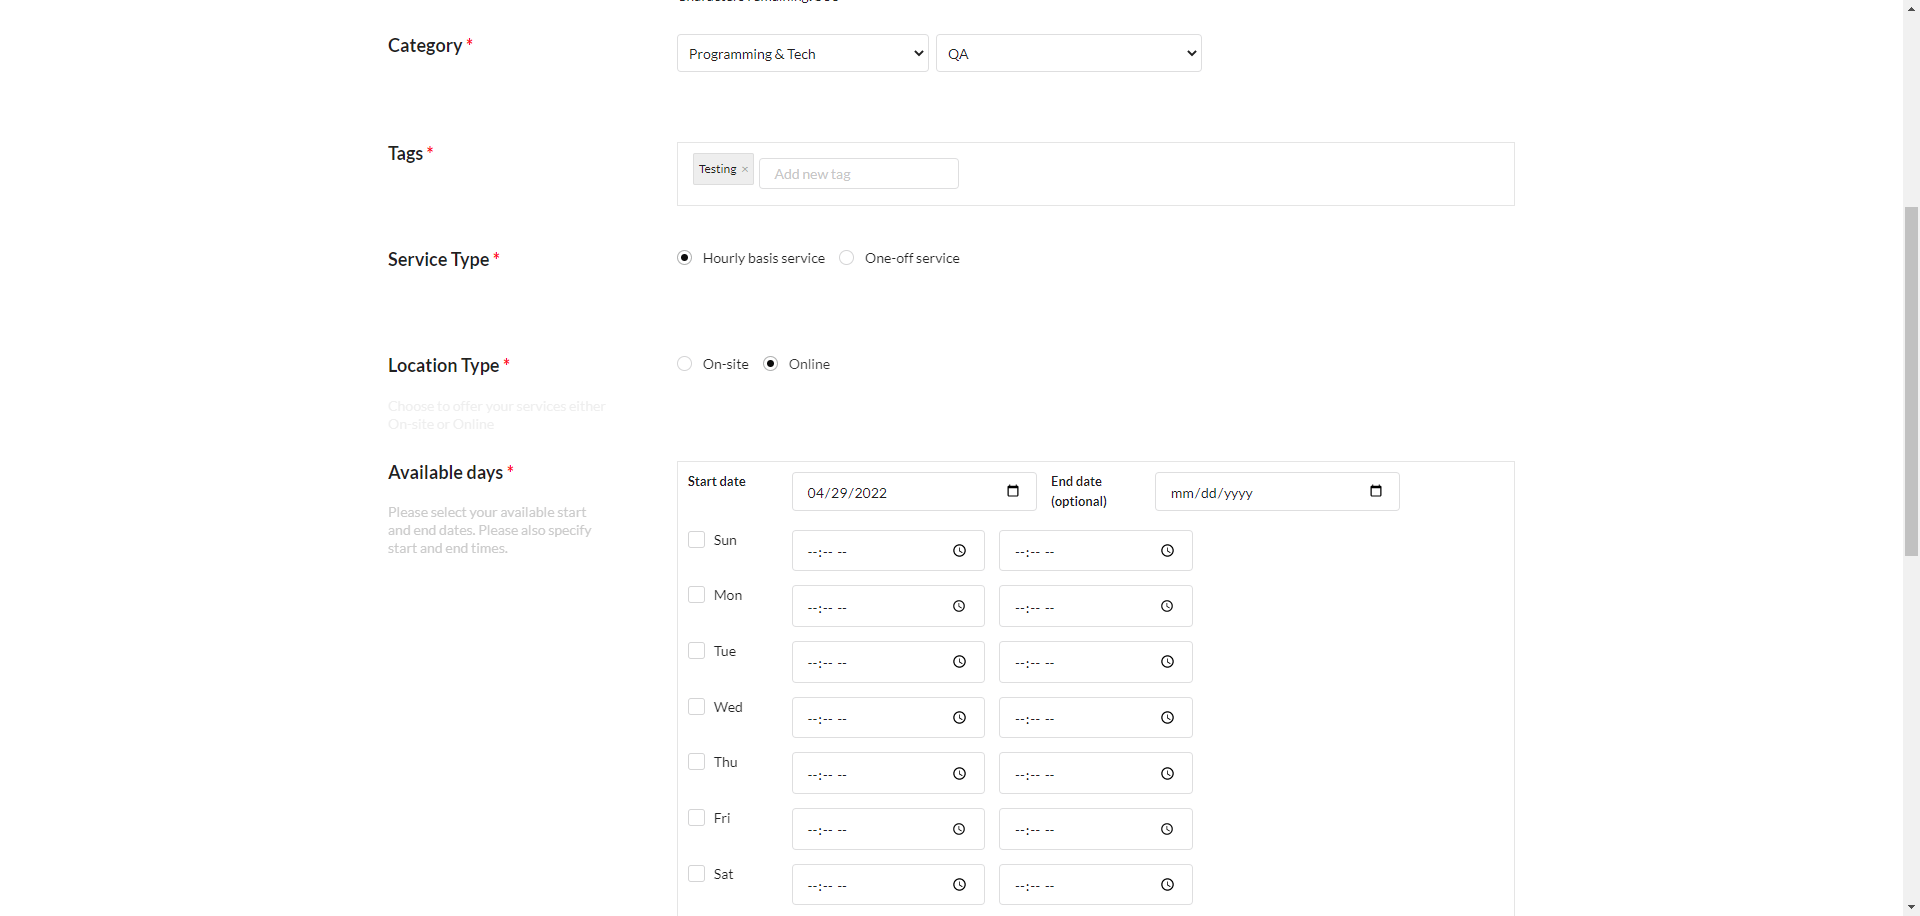 Category *
Programming & Tech
QA
Tags *
Testing ×
Add new tag
Service Type *
Hourly basis service
One-off service
Location Type *
On-site
Online
Choose to offer your services either
On-site or Online
Available days *
Please select your available start
and end dates. Please also specify
start and end times.
Start date
04/29/2022
End date
(optional)
mm/dd/yyyy
Sun
--:-- --
--:-- --
Mon
--:-- --
--:-- --
Tue
--:-- --
--:-- --
Wed
--:-- --
--:-- --
Thu
--:-- --
--:-- --
Fri
--:-- --
--:-- --
Sat
--:-- --
--:-- --